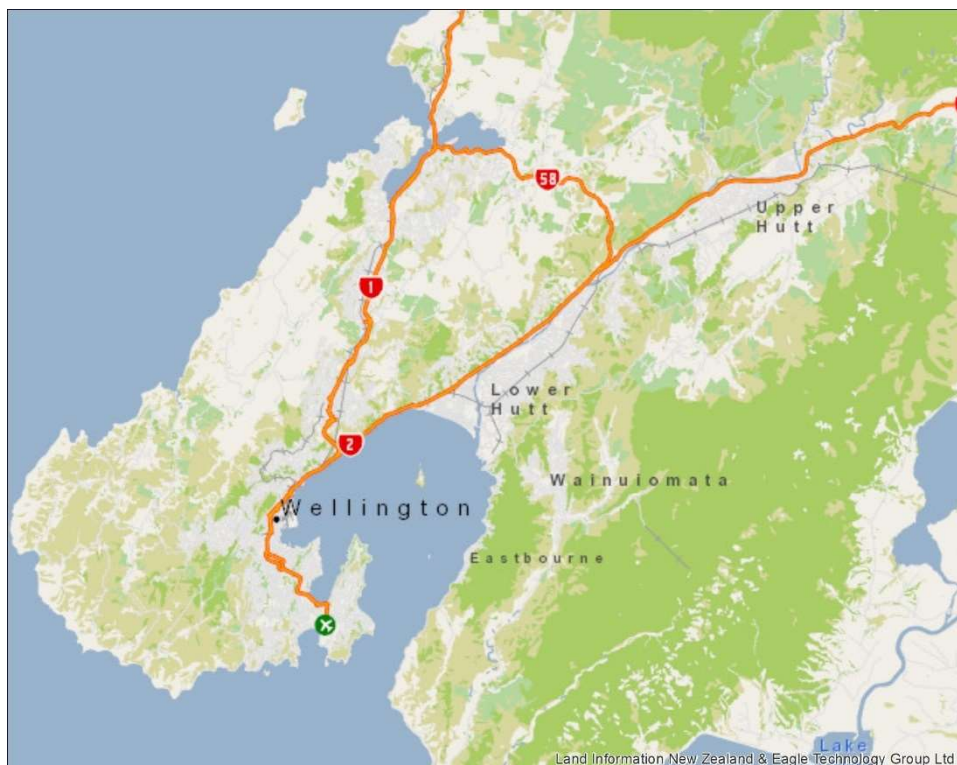 58
Upper
Hutt
1
Lower
Hutt
2
Wainuiomata
Wellington
Eastbourne
Lake
Land Information New Zealand & Eagle Technology Group Ltd